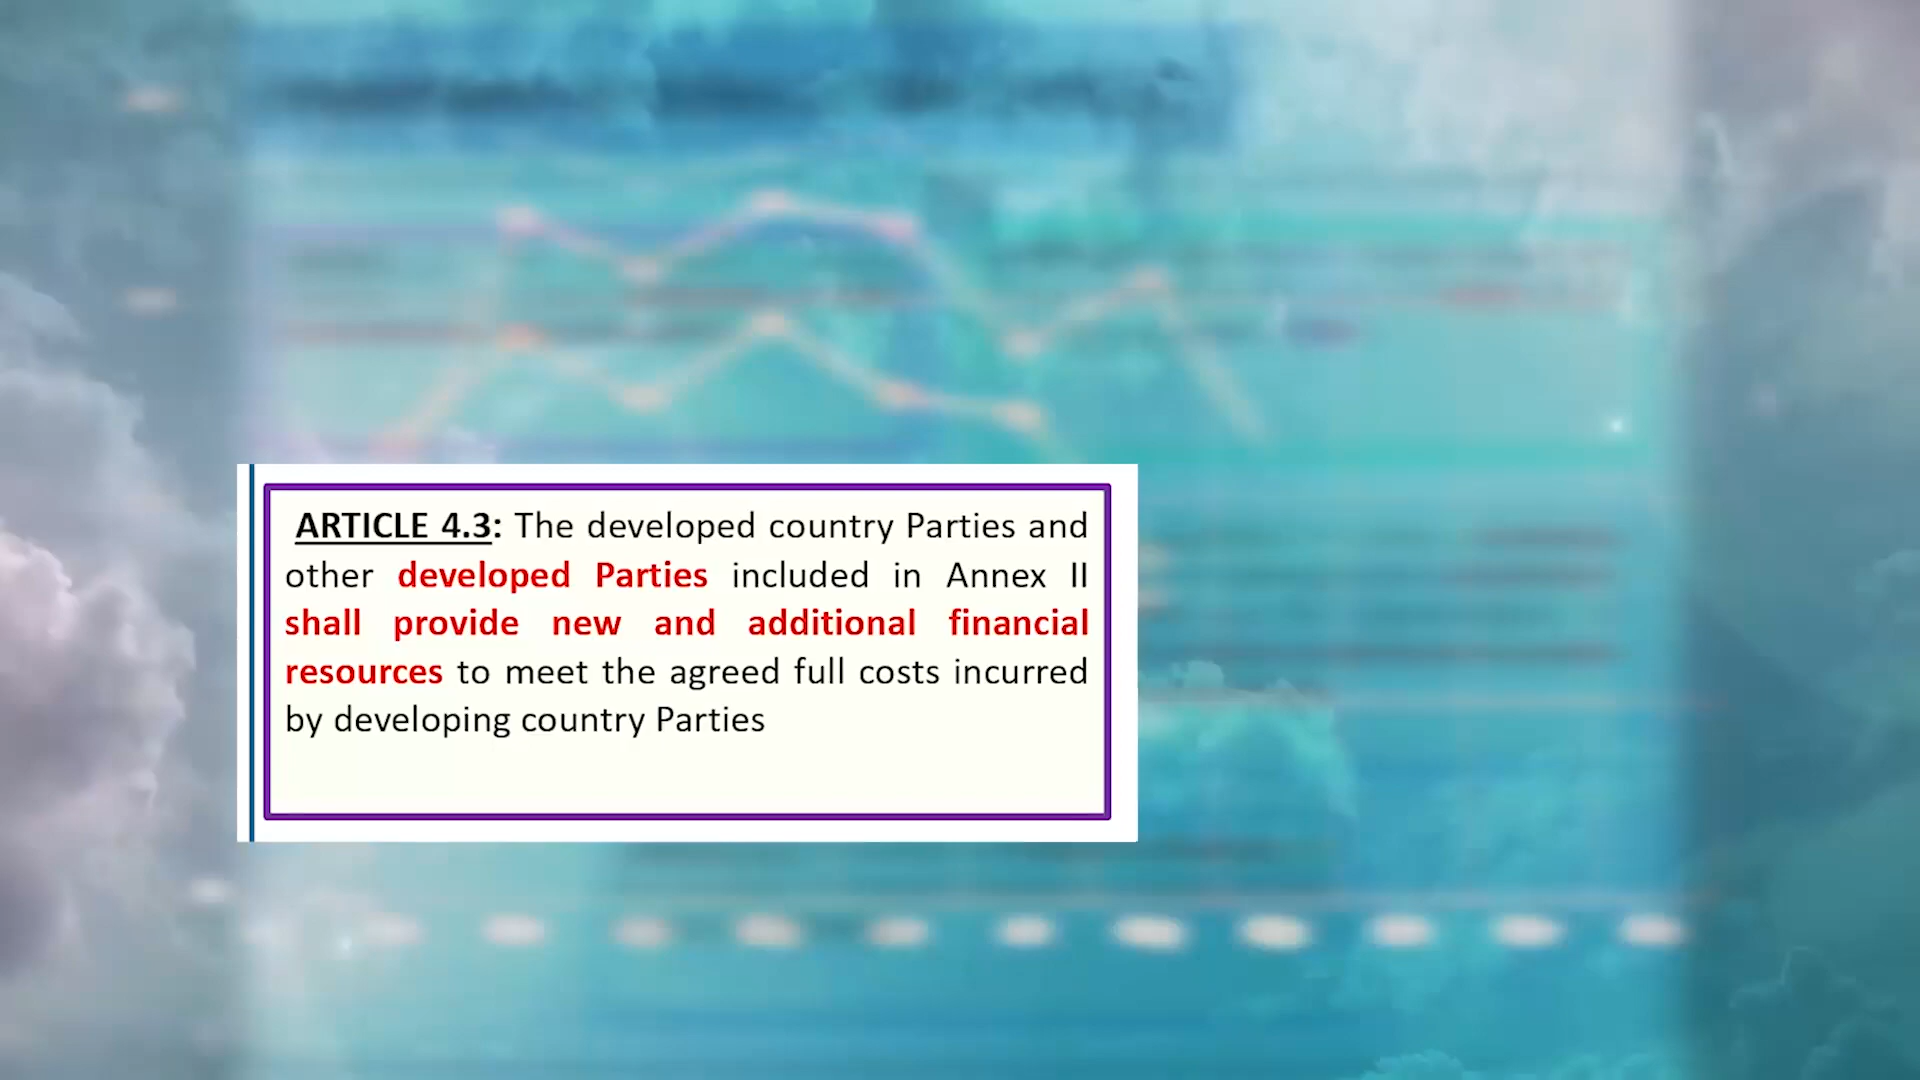 ARTICLE 4.3: The developed country Parties and
other developed Parties included in Annex II
shall provide new and additional financial
resources to meet the agreed full costs incurred
by developing country Parties